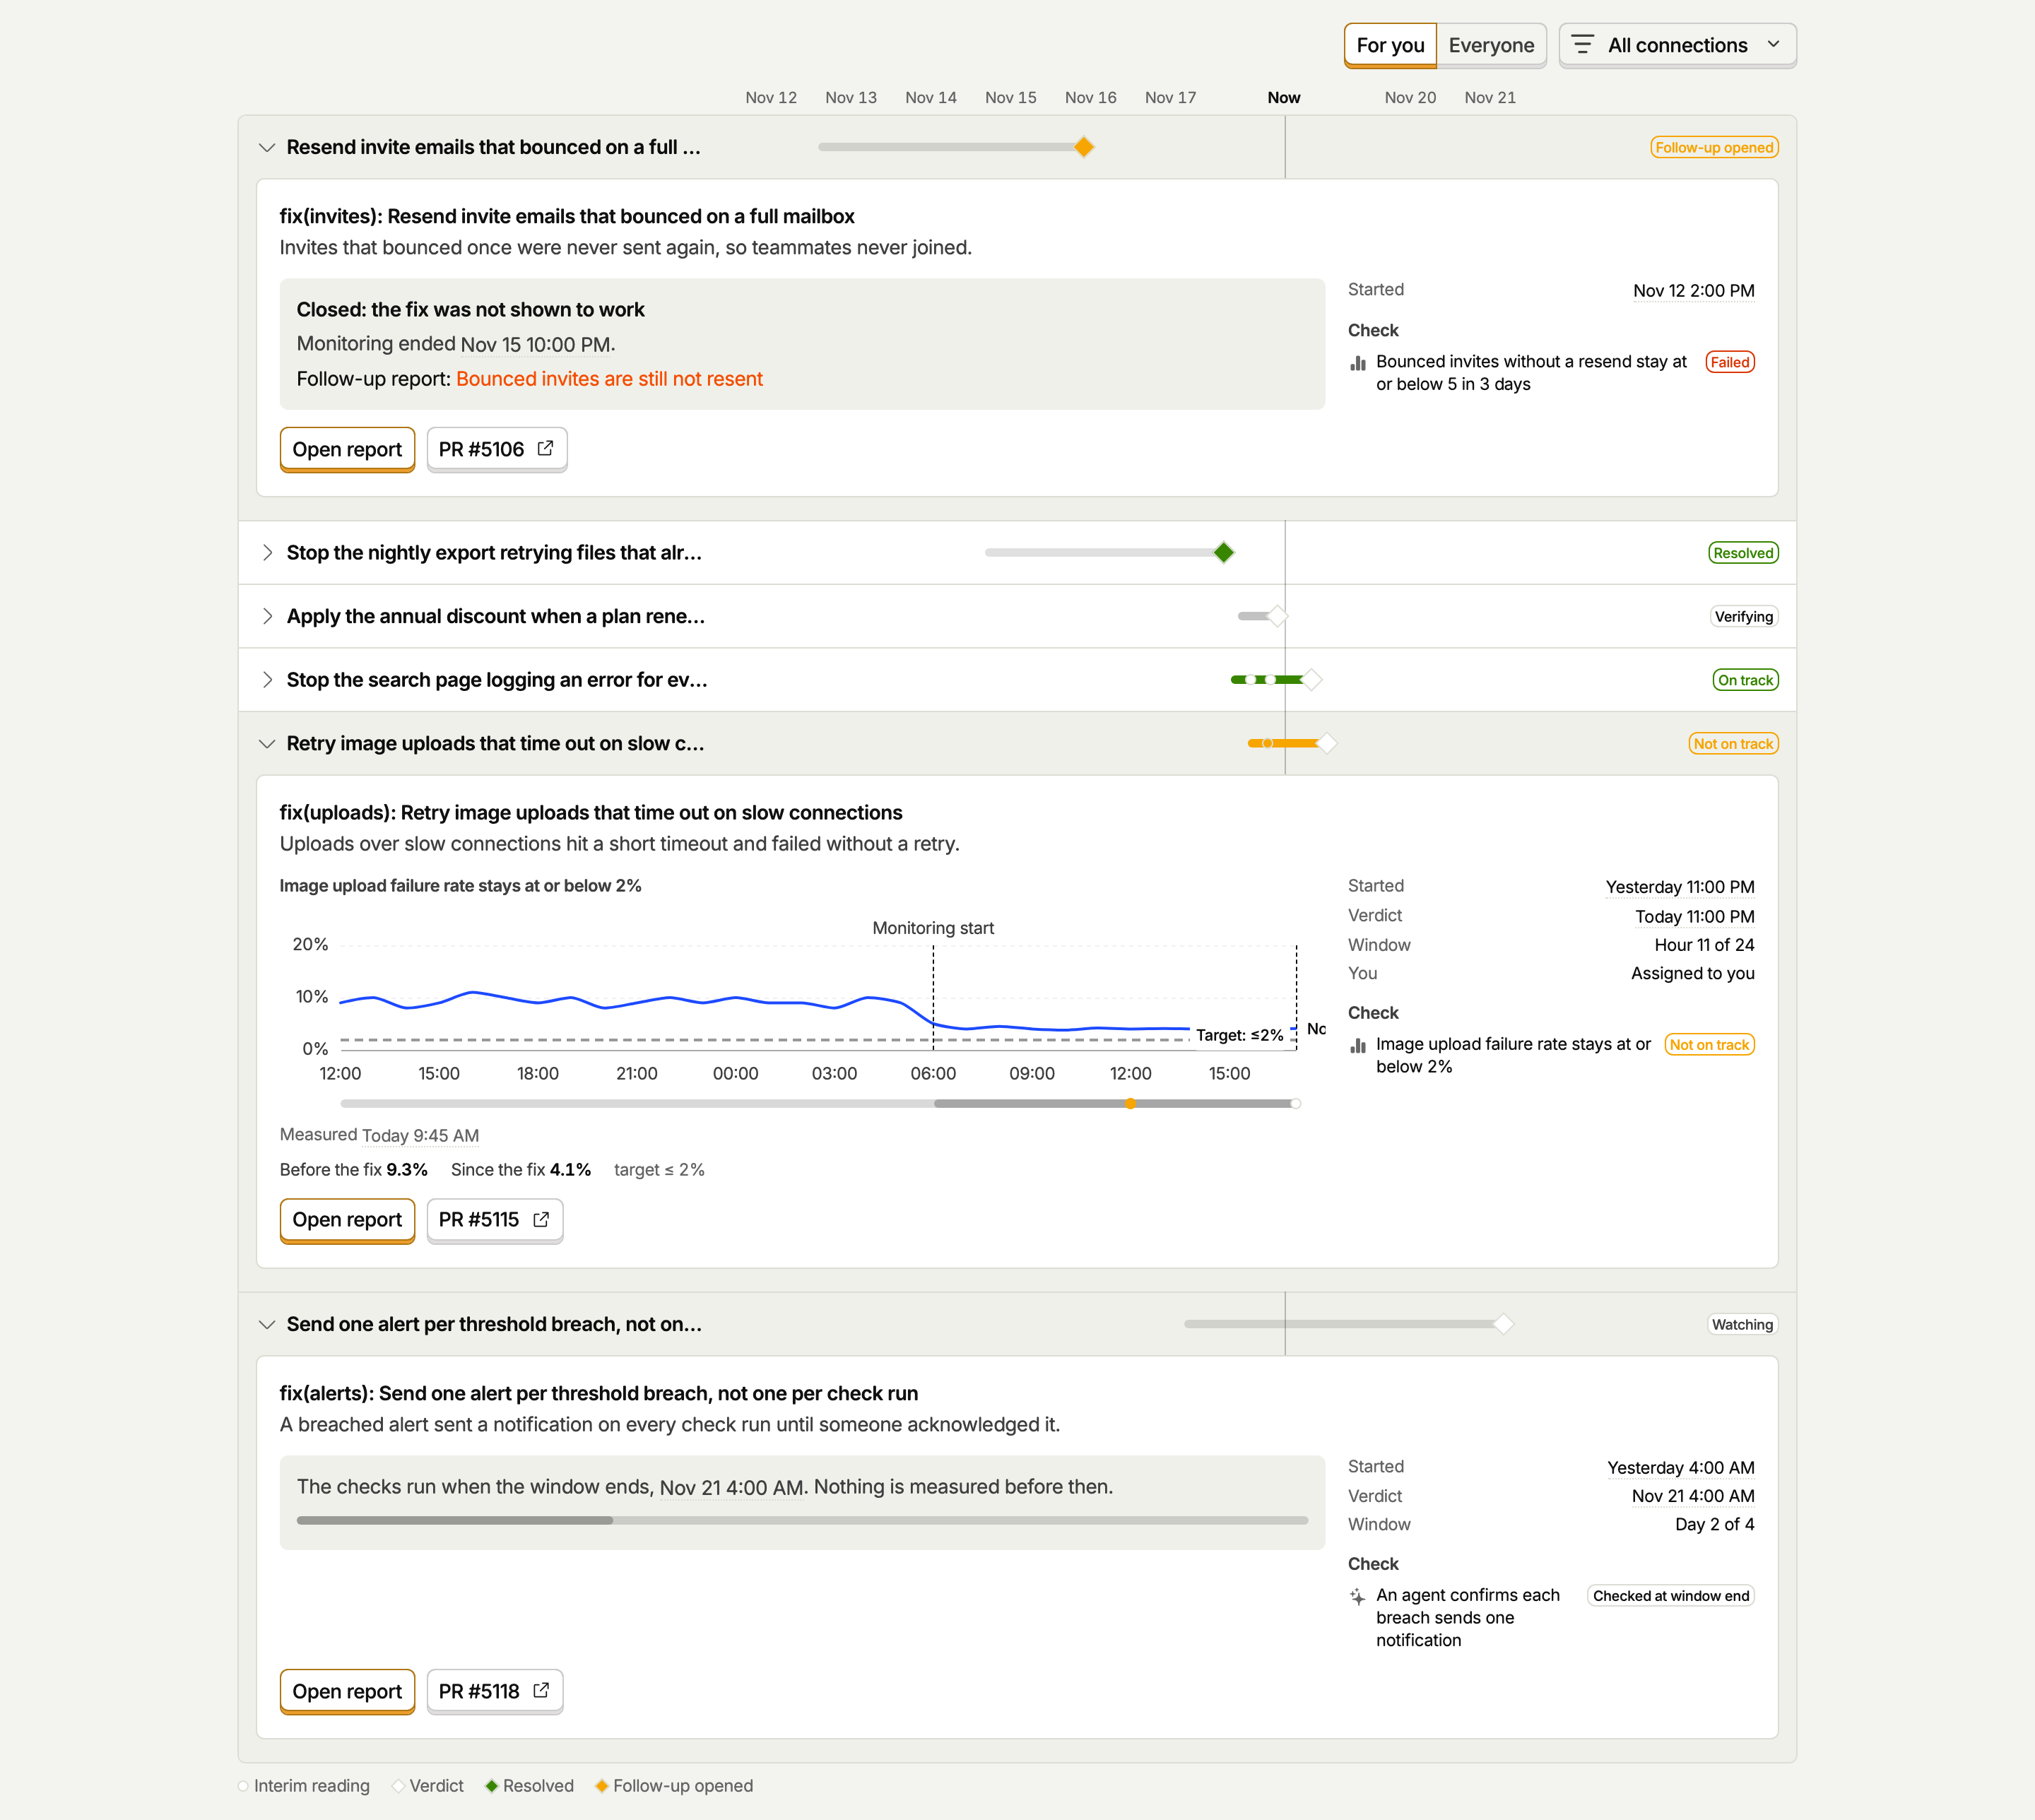 For you
Everyone
All connections
Nov 12
Nov 13
Nov 14
Nov 15
Nov 16
Nov 17
Now
Nov 20
Nov 21
Resend invite emails that bounced on a full ...
Follow-up opened
fix(invites): Resend invite emails that bounced on a full mailbox
Invites that bounced once were never sent again, so teammates never joined.
Closed: the fix was not shown to work
Monitoring ended Nov 15 10:00 PM.
Follow-up report: Bounced invites are still not resent
Started
Nov 12 2:00 PM
Check
Bounced invites without a resend stay at
or below 5 in 3 days
Failed
Open report
PR #5106
Stop the nightly export retrying files that alr...
Resolved
Apply the annual discount when a plan rene...
Verifying
Stop the search page logging an error for ev...
On track
Retry image uploads that time out on slow c...
Not on track
fix(uploads): Retry image uploads that time out on slow connections
Uploads over slow connections hit a short timeout and failed without a retry.
Image upload failure rate stays at or below 2%
Monitoring start
20%
10%
0%
Target: ≤2%
No
12:00
15:00
18:00
21:00
00:00
03:00
06:00
09:00
12:00
15:00
Measured Today 9:45 AM
Before the fix 9.3%
Since the fix 4.1%
target ≤ 2%
Started
Yesterday 11:00 PM
Verdict
Today 11:00 PM
Window
Hour 11 of 24
You
Assigned to you
Check
Image upload failure rate stays at or
below 2%
Not on track
Open report
PR #5115
Send one alert per threshold breach, not on...
Watching
fix(alerts): Send one alert per threshold breach, not one per check run
A breached alert sent a notification on every check run until someone acknowledged it.
The checks run when the window ends, Nov 21 4:00 AM. Nothing is measured before then.
Started
Yesterday 4:00 AM
Verdict
Nov 21 4:00 AM
Window
Day 2 of 4
Check
An agent confirms each
breach sends one
notification
Checked at window end
Open report
PR #5118
Interim reading
Verdict
Resolved
Follow-up opened